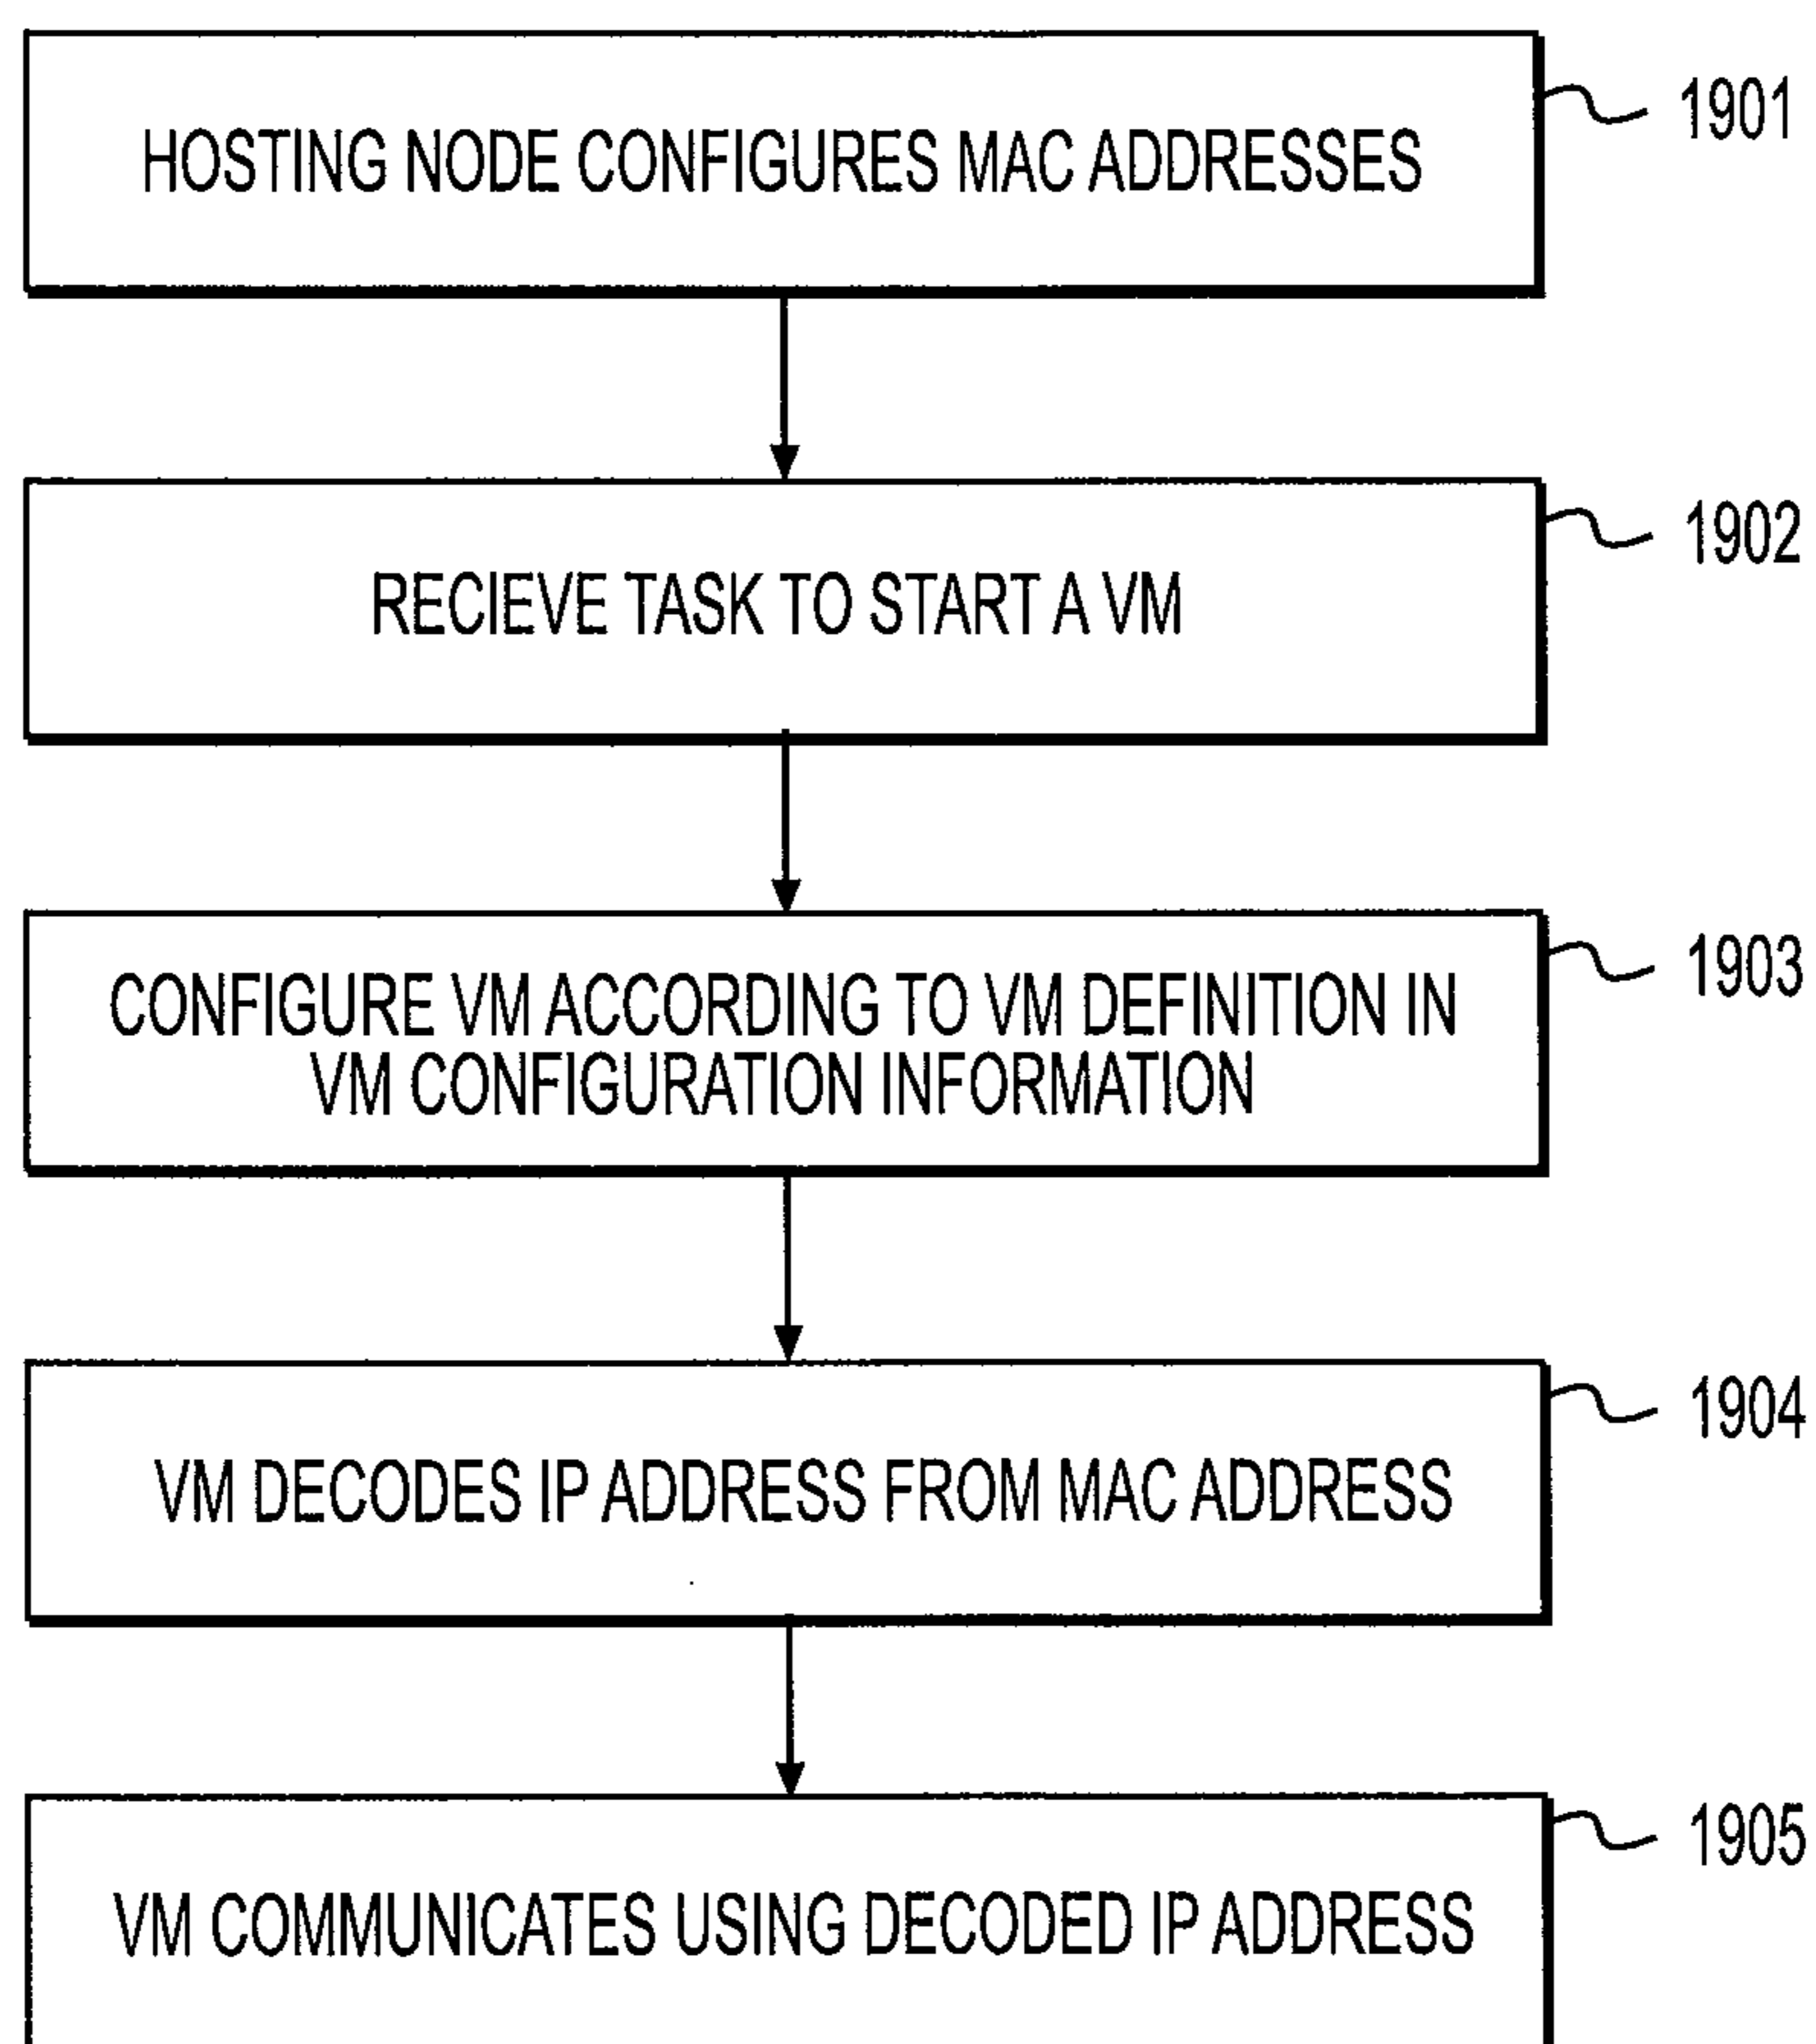 HOSTING NODE CONFIGURES MAC ADDRESSES
1901
RECIEVE TASK TO START A VM
1902
CONFIGURE VM ACCORDING TO VM DEFINITION IN
VM CONFIGURATION INFORMATION
1903
VM DECODES IP ADDRESS FROM MAC ADDRESS
1904
VM COMMUNICATES USING DECODED IP ADDRESS
1905